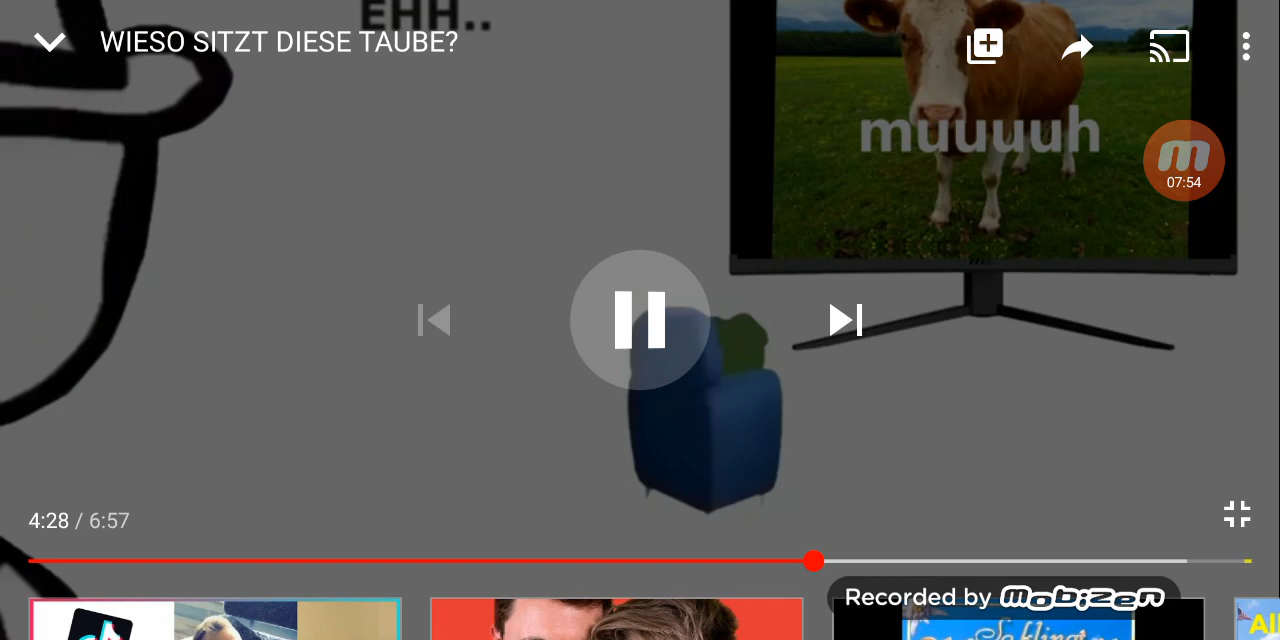 EHH..
WIESO SITZT DIESE TAUBE?
muuuuh
07:54
4:28 / 6:57
Recorded by mobizen